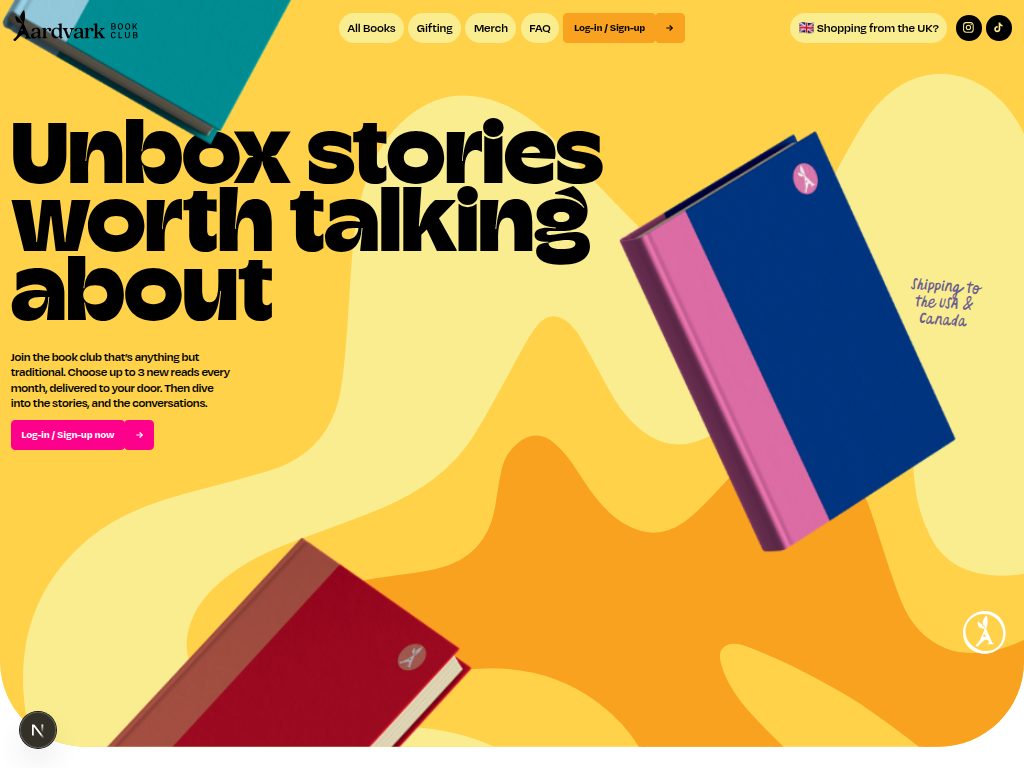 Aardvark BOOK CLUB
All Books
Gifting
Merch
FAQ
Log-in / Sign-up →
🇬🇧 Shopping from the UK?
Unbox stories
worth talking
about
Shipping to
the USA &
Canada
Join the book club that's anything but
traditional. Choose up to 3 new reads every
month, delivered to your door. Then dive
into the stories, and the conversations.
Log-in / Sign-up now →
N